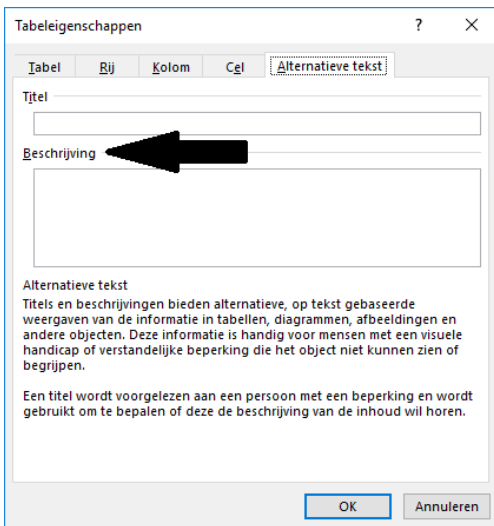 Tabeleigenschappen ? ×
Tabel Rij Kolom Cel Alternatieve tekst
Titel
Beschrijving
Alternatieve tekst
Titels en beschrijvingen bieden alternatieve, op tekst gebaseerde
weergaven van de informatie in tabellen, diagrammen, afbeeldingen en
andere objecten. Deze informatie is handig voor mensen met een visuele
handicap of verstandelijke beperking die het object niet kunnen zien of
begrijpen.
Een titel wordt voorgelezen aan een persoon met een beperking en wordt
gebruikt om te bepalen of deze de beschrijving van de inhoud wil horen.
OK Annuleren